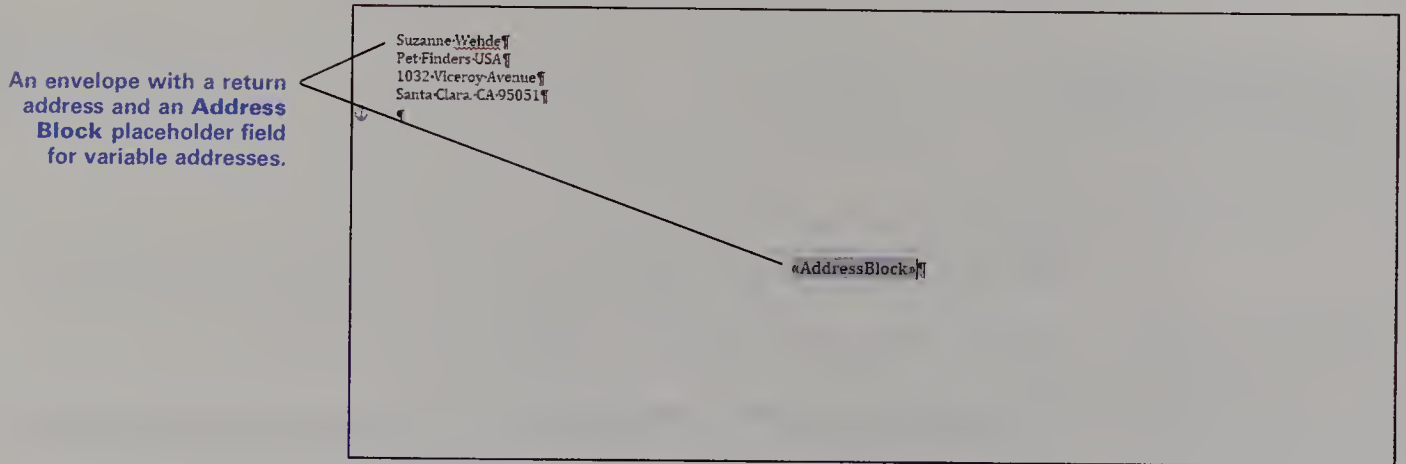 An envelope with a return
address and an Address
Block placeholder field
for variable addresses.
Suzanne·Wehde¶
Pet·Finders·USA¶
1032·Viceroy·Avenue¶
Santa·Clara,·CA·95051¶
¶
«AddressBlock»¶